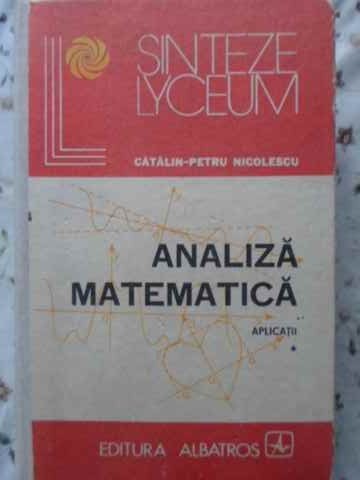 SINTEZE
LYCEUM
CĂTĂLIN-PETRU NICOLESCU
ANALIZĂ
MATEMATICĂ
APLICAȚII
*
EDITURA ALBATROS